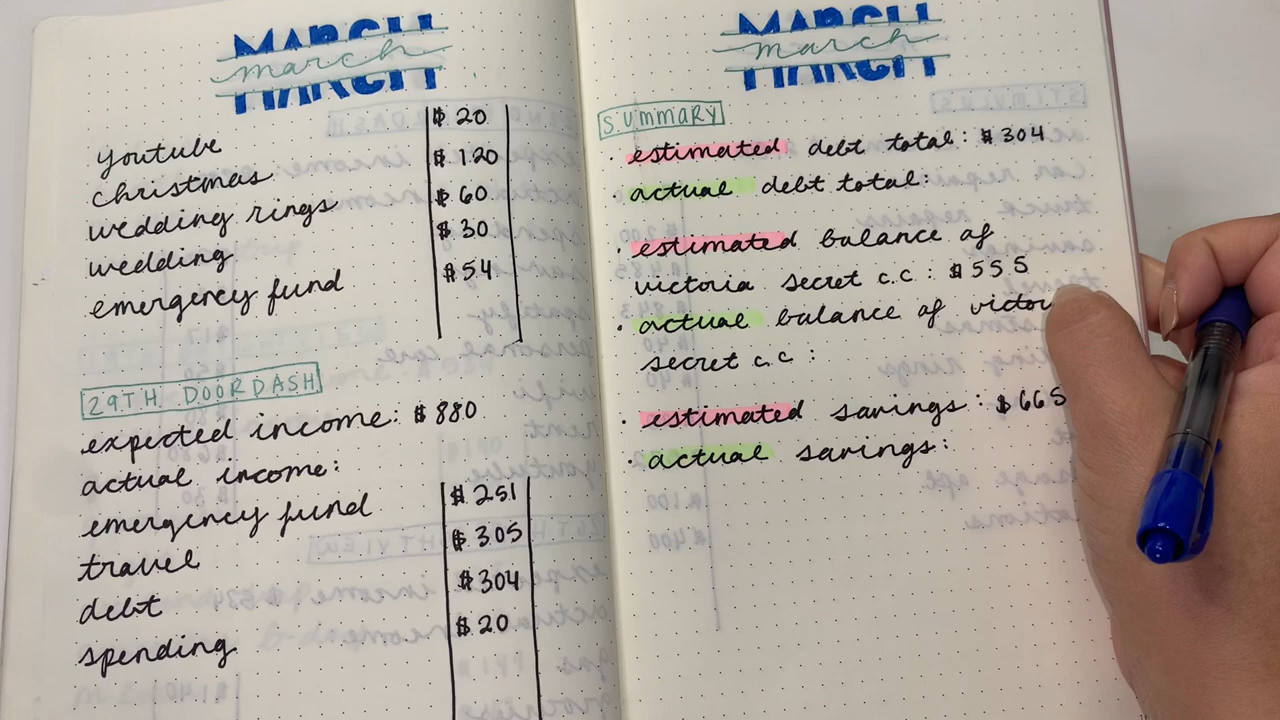 MARCH
march
MARCH
youtube $20
christmas $120
wedding rings $60
wedding $30
emergency fund $54
29TH DOORDASH
expected income: $880
actual income:
emergency fund $251
travel $305
debt $304
spending $20
MARCH
march
MARCH
SUMMARY
· estimated debt total: $304
· actual debt total:
· estimated balance of
victoria secret c.c: $555
· actual balance of victor
secret c.c:
· estimated savings: $665
· actual savings: